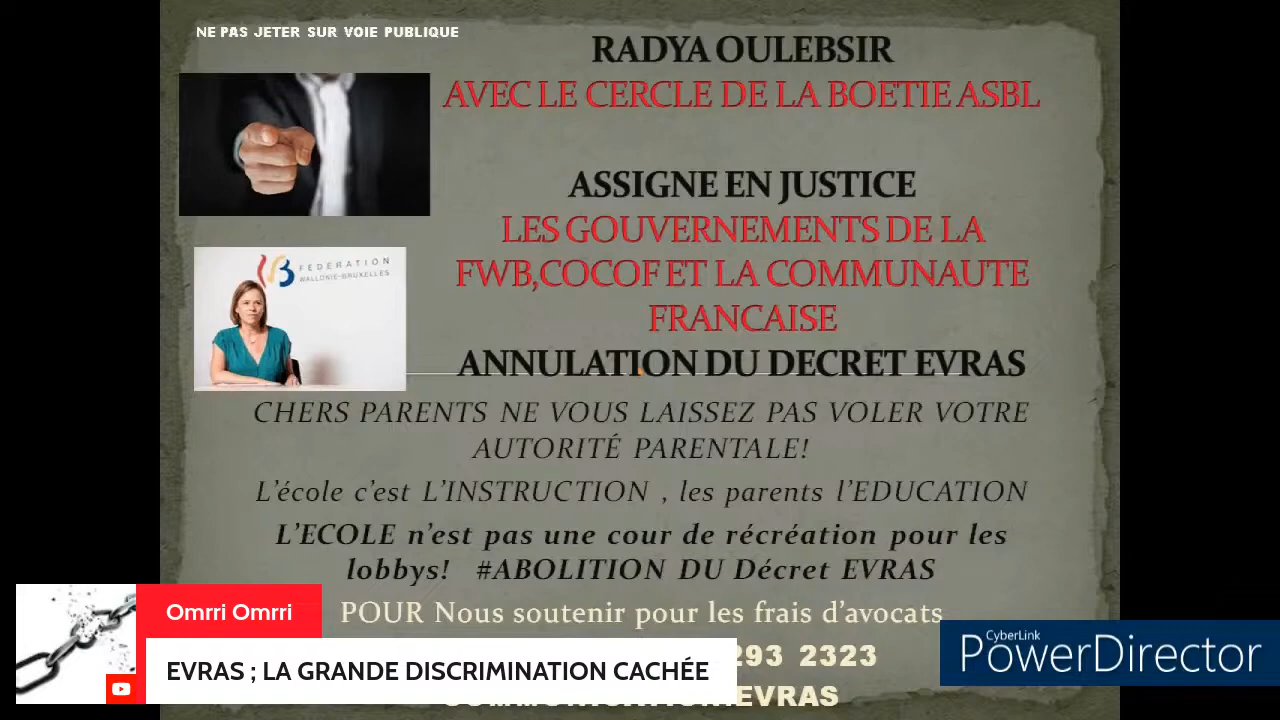 NE PAS JETER SUR VOIE PUBLIQUE
RADYA OULEBSIR
AVEC LE CERCLE DE LA BOETIE ASBL
ASSIGNE EN JUSTICE
LES GOUVERNEMENTS DE LA
FWB,COCOF ET LA COMMUNAUTE
FRANCAISE
FÉDÉRATION
WALLONIE-BRUXELLES
ANNULATION DU DECRET EVRAS
CHERS PARENTS NE VOUS LAISSEZ PAS VOLER VOTRE
AUTORITÉ PARENTALE!
L'école c'est L'INSTRUCTION , les parents l'EDUCATION
L'ECOLE n'est pas une cour de récréation pour les
lobbys! #ABOLITION DU Décret EVRAS
POUR Nous soutenir pour les frais d'avocats
293 2323
EVRAS
Omrri Omrri
EVRAS ; LA GRANDE DISCRIMINATION CACHÉE
CyberLink
PowerDirector